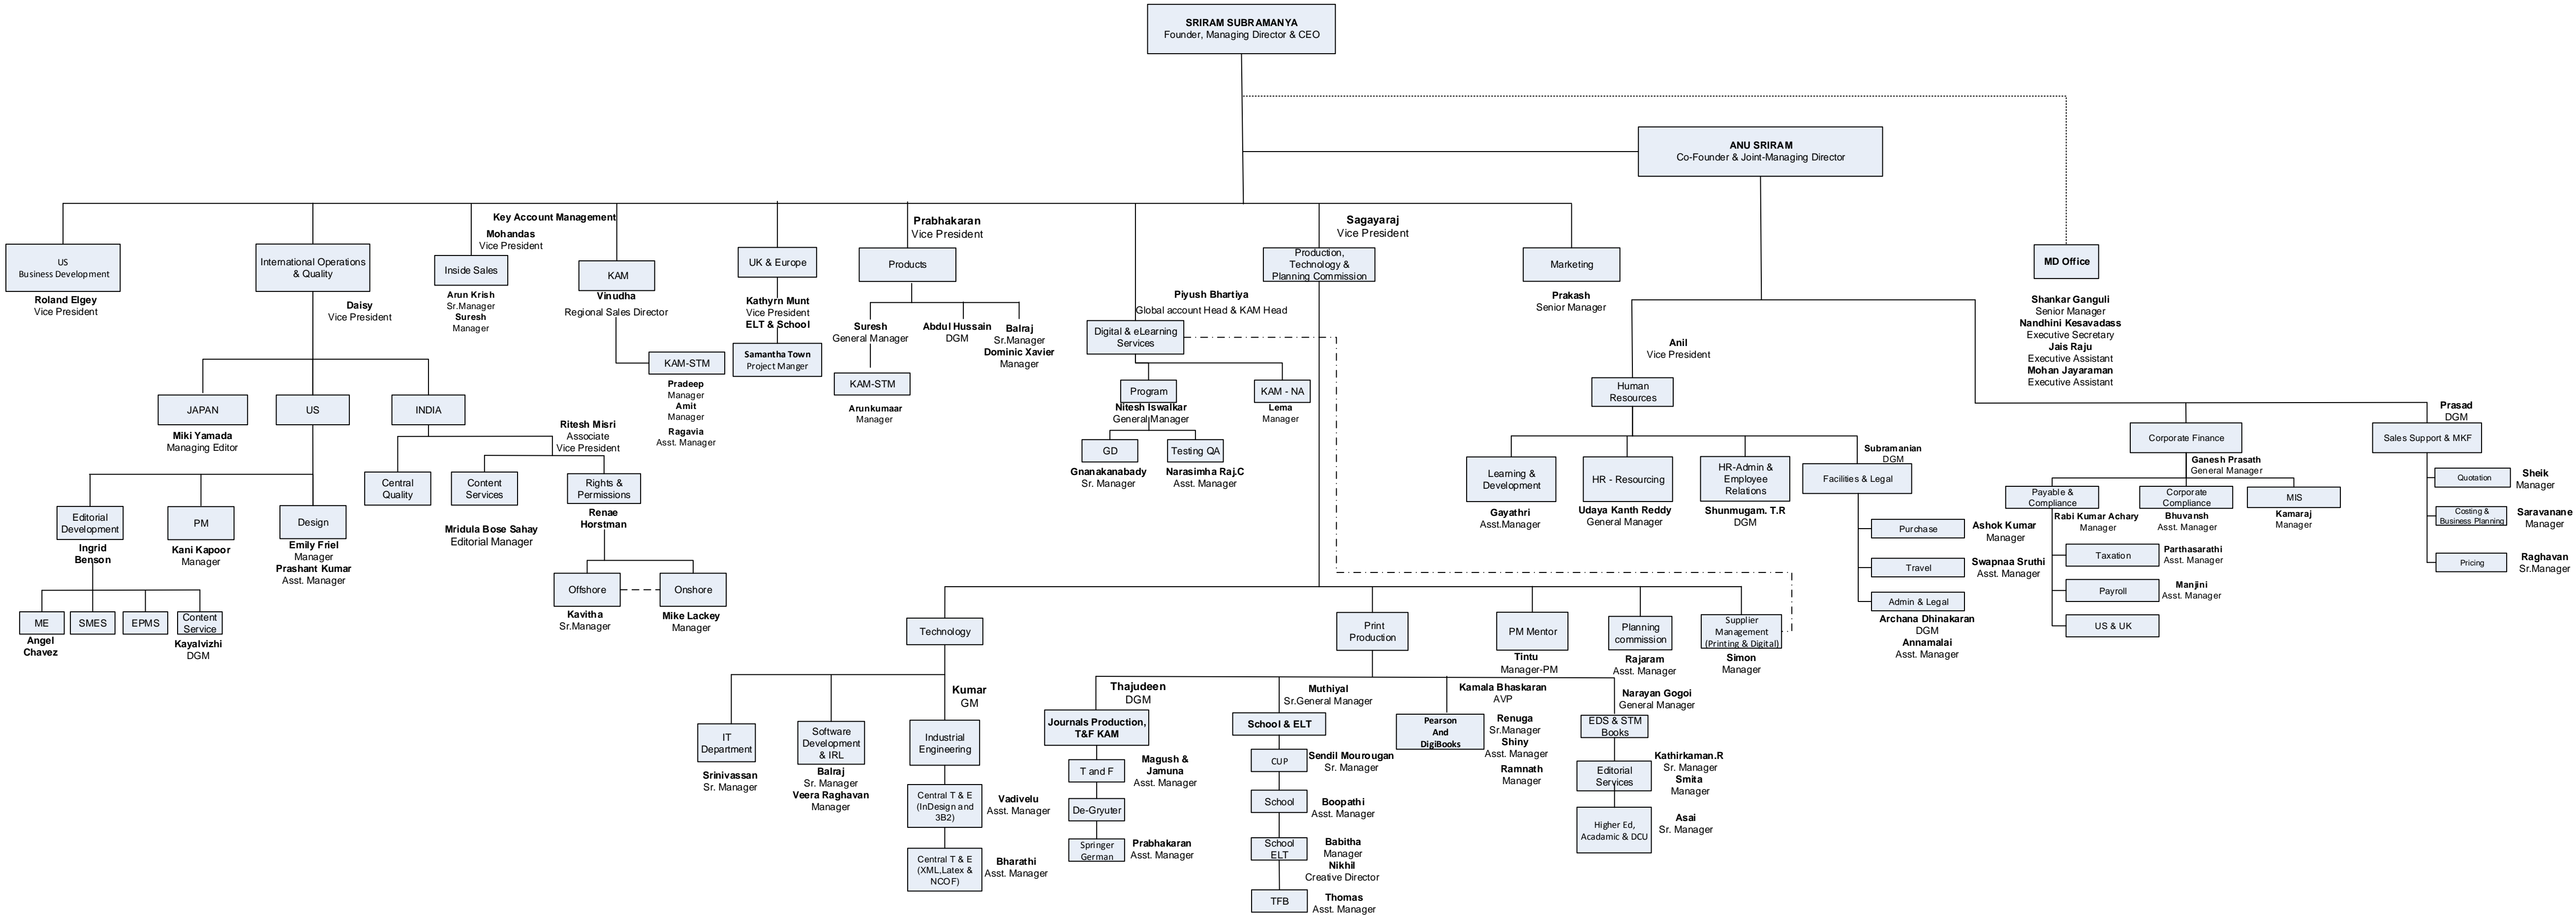 SRIRAM SUBRAMANYA
Founder, Managing Director & CEO
ANU SRIRAM
Co-Founder & Joint-Managing Director
US
Business Development
Roland Elgey
Vice President
International Operations
& Quality
Daisy
Vice President
Key Account Management
Mohandas
Vice President
Inside Sales
Arun Krish
Sr.Manager
Suresh
Manager
KAM
Vinudha
Regional Sales Director
KAM-STM
Pradeep
Manager
Amit
Manager
Ragavia
Asst. Manager
UK & Europe
Kathyrn Munt
Vice President
ELT & School
Samantha Town
Project Manger
Prabhakaran
Vice President
Products
Suresh
General Manager
Abdul Hussain
DGM
Balraj
Sr.Manager
Dominic Xavier
Manager
KAM-STM
Arunkumaar
Manager
Piyush Bhartiya
Global account Head & KAM Head
Digital & eLearning
Services
Program
Nitesh Iswalkar
General Manager
KAM - NA
Lema
Manager
GD
Gnanakanabady
Sr. Manager
Testing QA
Narasimha Raj.C
Asst. Manager
Sagayaraj
Vice President
Production,
Technology &
Planning Commission
Marketing
Prakash
Senior Manager
MD Office
Shankar Ganguli
Senior Manager
Nandhini Kesavadass
Executive Secretary
Jais Raju
Executive Assistant
Mohan Jayaraman
Executive Assistant
JAPAN
Miki Yamada
Managing Editor
US
INDIA
Ritesh Misri
Associate
Vice President
Central
Quality
Content
Services
Mridula Bose Sahay
Editorial Manager
Rights &
Permissions
Renae
Horstman
Offshore
Kavitha
Sr.Manager
Onshore
Mike Lackey
Manager
Editorial
Development
Ingrid
Benson
PM
Kani Kapoor
Manager
Design
Emily Friel
Manager
Prashant Kumar
Asst. Manager
ME
Angel
Chavez
SMES
EPMS
Content
Service
Kayalvizhi
DGM
Anil
Vice President
Human
Resources
Learning &
Development
Gayathri
Asst.Manager
HR - Resourcing
Udaya Kanth Reddy
General Manager
HR-Admin &
Employee
Relations
Shunmugam. T.R
DGM
Subramanian
DGM
Facilities & Legal
Purchase
Ashok Kumar
Manager
Travel
Swapnaa Sruthi
Asst. Manager
Admin & Legal
Archana Dhinakaran
DGM
Annamalai
Asst. Manager
Corporate Finance
Ganesh Prasath
General Manager
Payable &
Compliance
Rabi Kumar Achary
Manager
Corporate
Compliance
Bhuvansh
Asst. Manager
MIS
Kamaraj
Manager
Taxation
Parthasarathi
Asst. Manager
Payroll
Manjini
Asst. Manager
US & UK
Prasad
DGM
Sales Support & MKF
Quotation
Sheik
Manager
Costing &
Business Planning
Saravanane
Manager
Pricing
Raghavan
Sr.Manager
Technology
IT
Department
Srinivassan
Sr. Manager
Software
Development
& IRL
Balraj
Sr. Manager
Veera Raghavan
Manager
Kumar
GM
Industrial
Engineering
Central T & E
(InDesign and
3B2)
Vadivelu
Asst. Manager
Central T & E
(XML,Latex &
NCOF)
Bharathi
Asst. Manager
Print
Production
PM Mentor
Tintu
Manager-PM
Planning
commission
Rajaram
Asst. Manager
Supplier
Management
(Printing & Digital)
Simon
Manager
Thajudeen
DGM
Journals Production,
T&F KAM
T and F
Magush &
Jamuna
Asst. Manager
De-Gryuter
Springer
German
Prabhakaran
Asst. Manager
Muthiyal
Sr.General Manager
School & ELT
CUP
Sendil Mourougan
Sr. Manager
School
Boopathi
Asst. Manager
School
ELT
Babitha
Manager
Nikhil
Creative Director
TFB
Thomas
Asst. Manager
Kamala Bhaskaran
AVP
Pearson
And
DigiBooks
Renuga
Sr.Manager
Shiny
Asst. Manager
Ramnath
Manager
Narayan Gogoi
General Manager
EDS & STM
Books
Editorial
Services
Kathirkaman.R
Sr. Manager
Smita
Manager
Higher Ed,
Acadamic & DCU
Asai
Sr. Manager